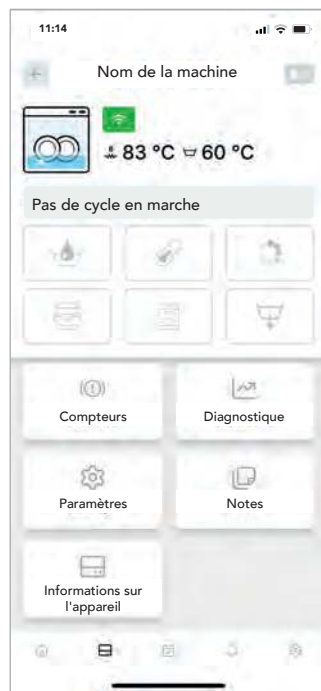 11:14
Nom de la machine
83 °C 60 °C
Pas de cycle en marche
Compteurs
Diagnostique
Paramètres
Notes
Informations sur
l'appareil